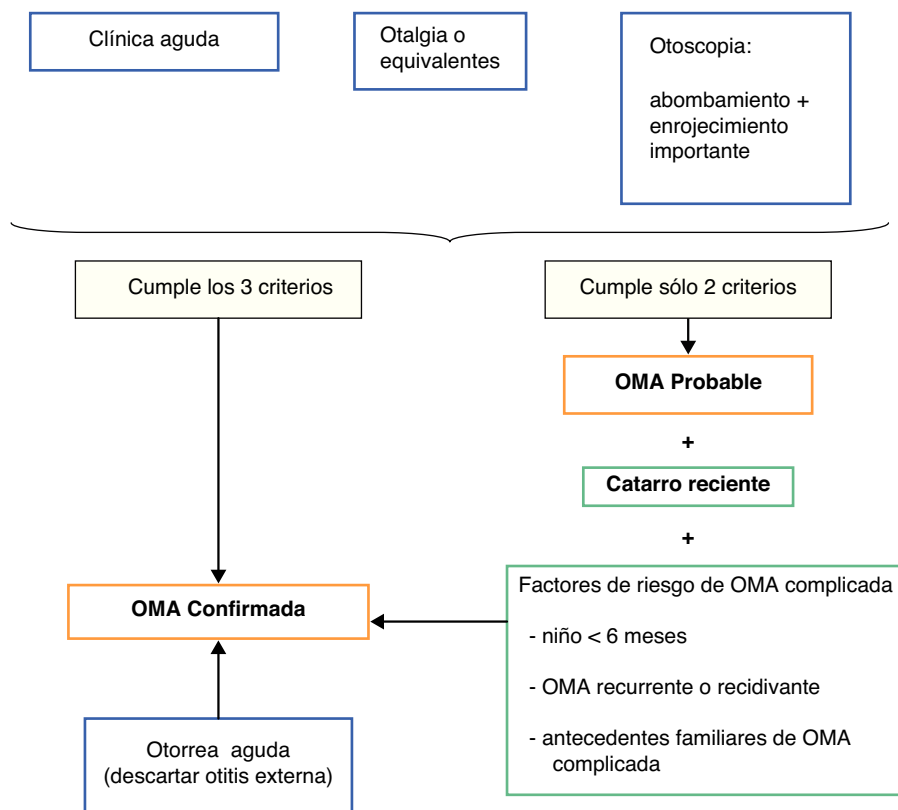 Clínica aguda
Otalgia o
equivalentes
Otoscopia:
abombamiento +
enrojecimiento
importante
Cumple los 3 criterios
Cumple sólo 2 criterios
OMA Probable
+
Catarro reciente
+
Factores de riesgo de OMA complicada
- niño < 6 meses
- OMA recurrente o recidivante
- antecedentes familiares de OMA
complicada
OMA Confirmada
Otorrea aguda
(descartar otitis externa)